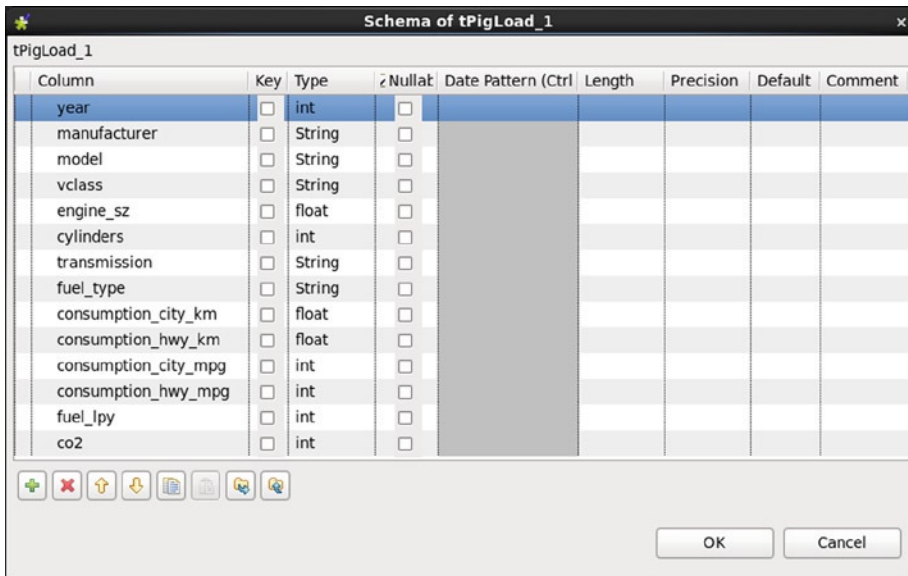 Schema of tPigLoad_1
tPigLoad_1
Column Key Type Nullat Date Pattern (Ctrl Length Precision Default Comment
year int
manufacturer String
model String
vclass String
engine_sz float
cylinders int
transmission String
fuel_type String
consumption_city_km float
consumption_hwy_km float
consumption_city_mpg int
consumption_hwy_mpg int
fuel_lpy int
co2 int
OK Cancel